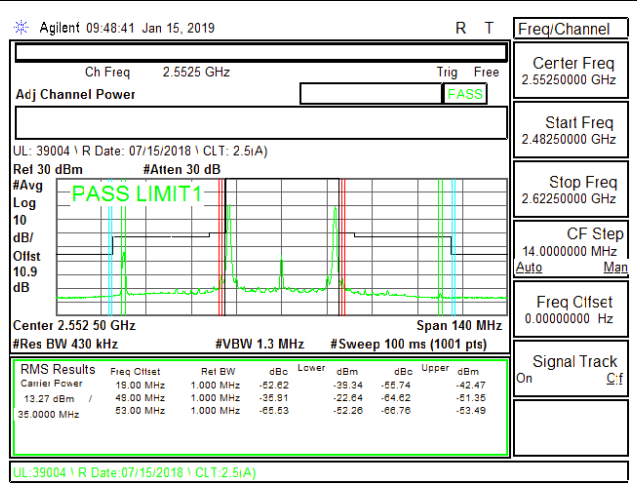 Agilent 09:48:41 Jan 15, 2019 R T
Freq/Channel
Ch Freq 2.5525 GHz Trig Free
Adj Channel Power PASS
UL: 39004 \ R Date: 07/15/2018 \ CLT: 2.5(A)
Ref 30 dBm #Atten 30 dB
#Avg
Log
10
dB/
Offst
10.9
dB
PASS LIMIT1
Center 2.552 50 GHz Span 140 MHz
#Res BW 430 kHz #VBW 1.3 MHz #Sweep 100 ms (1001 pts)
RMS Results Freq Offset Ref BW dBc Lower dBm dBc Upper dBm
Carrier Power 19.00 MHz 1.000 MHz -52.62 -39.34 -55.74 -42.47
13.27 dBm / 49.00 MHz 1.000 MHz -35.91 -22.64 -64.62 -51.35
35.0000 MHz 53.00 MHz 1.000 MHz -65.53 -52.26 -66.76 -53.49
UL:39004 \ R Date:07/15/2018 \ CLT:2.5(A)
Center Freq
2.55250000 GHz
Start Freq
2.48250000 GHz
Stop Freq
2.62250000 GHz
CF Step
14.0000000 MHz
Auto Man
Freq Offset
0.00000000 Hz
Signal Track
On Off